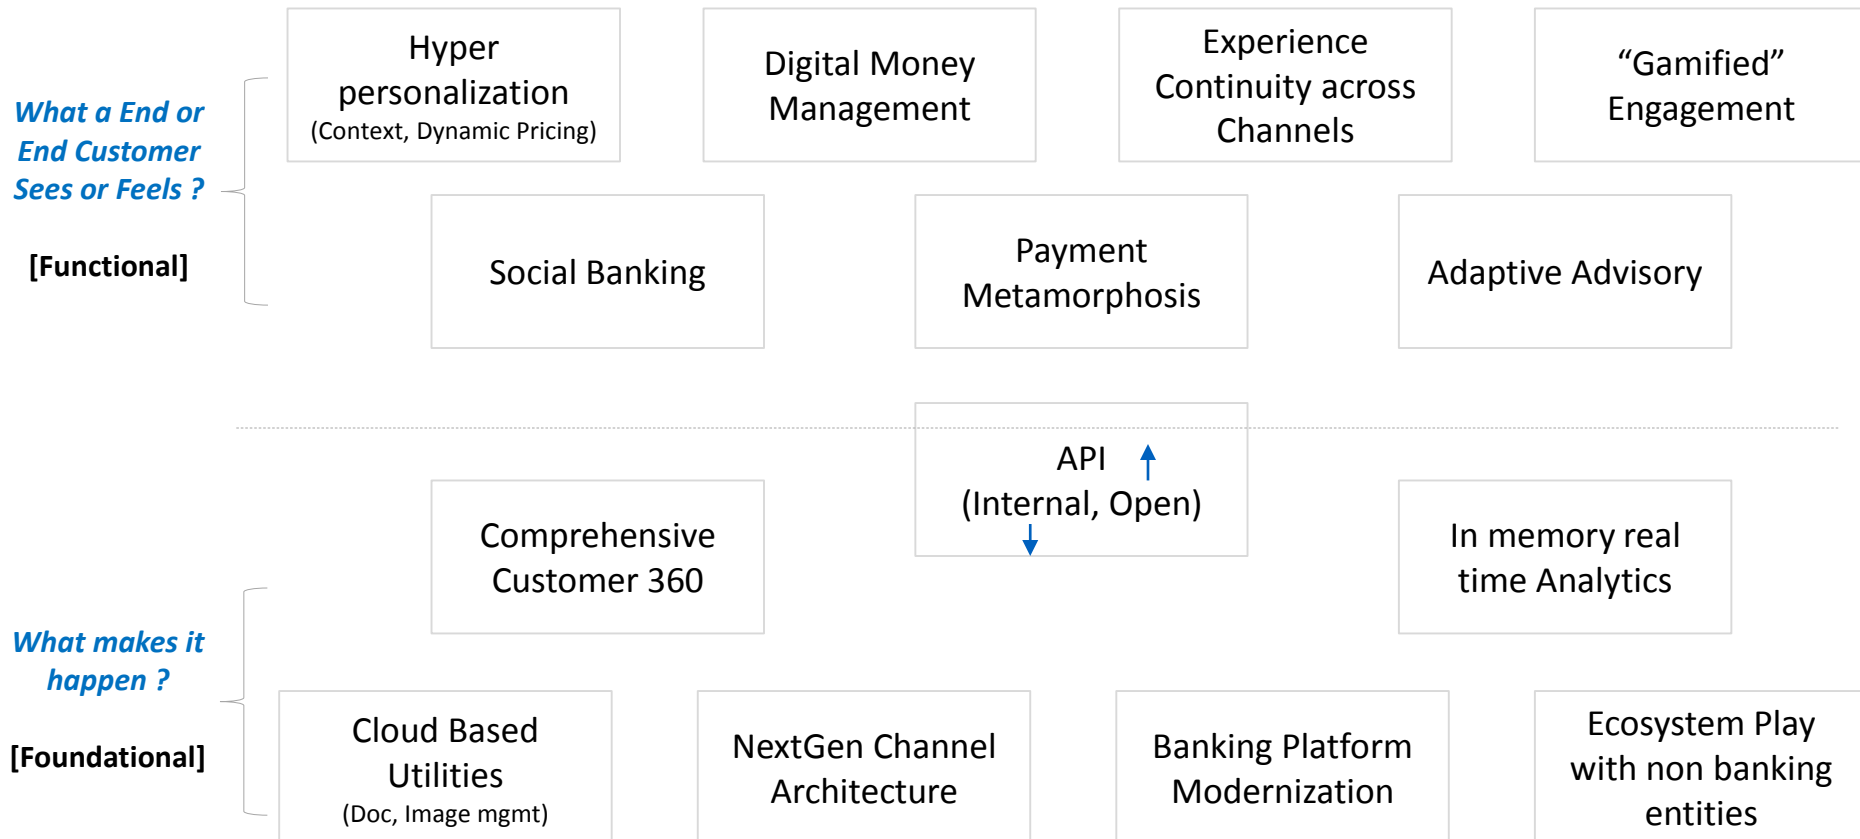 What a End or
End Customer
Sees or Feels ?
[Functional]
Hyper
personalization
(Context, Dynamic Pricing)
Digital Money
Management
Experience
Continuity across
Channels
“Gamified”
Engagement
Social Banking
Payment
Metamorphosis
Adaptive Advisory
API
(Internal, Open)
What makes it
happen ?
[Foundational]
Comprehensive
Customer 360
In memory real
time Analytics
Cloud Based
Utilities
(Doc, Image mgmt)
NextGen Channel
Architecture
Banking Platform
Modernization
Ecosystem Play
with non banking
entities